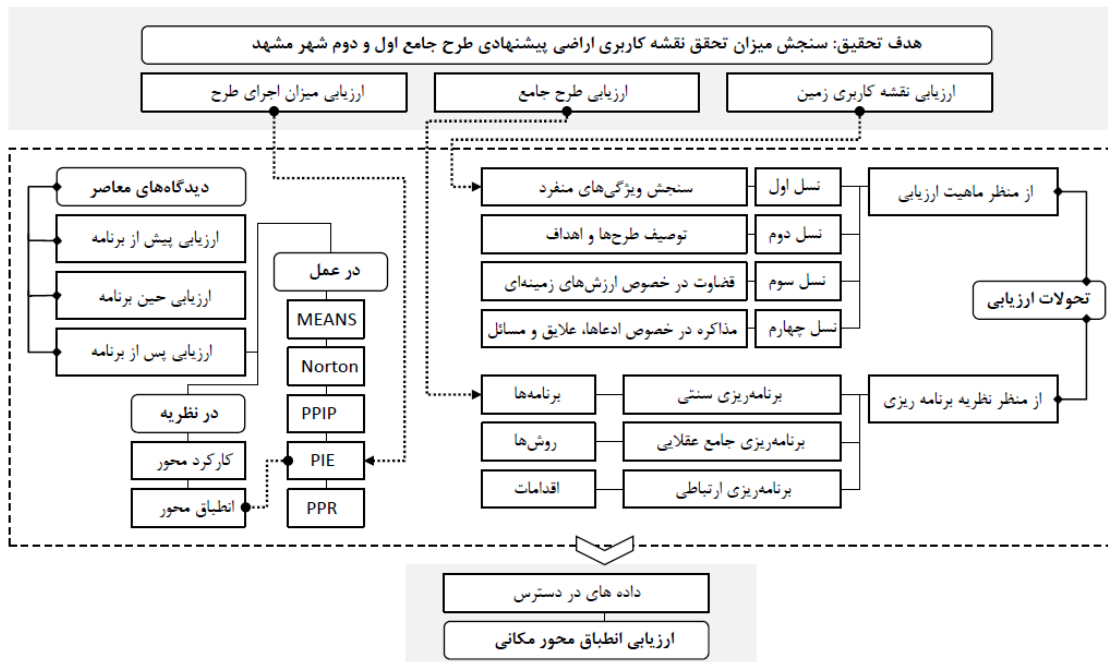 هدف تحقیق: سنجش میزان تحقق نقشه کاربری اراضی پیشنهادی طرح جامع اول و دوم شهر مشهد
ارزیابی نقشه کاربری زمین
ارزیابی طرح جامع
ارزیابی میزان اجرای طرح
تحولات ارزیابی
از منظر ماهیت ارزیابی
نسل اول
سنجش ویژگی‌های منفرد
نسل دوم
توصیف طرح‌ها و اهداف
نسل سوم
قضاوت در خصوص ارزش‌های زمینه‌ای
نسل چهارم
مذاکره در خصوص ادعاها، علایق و مسائل
از منظر نظریه برنامه ریزی
برنامه‌ریزی سنتی
برنامه‌ها
برنامه‌ریزی جامع عقلایی
روش‌ها
برنامه‌ریزی ارتباطی
اقدامات
دیدگاه‌های معاصر
ارزیابی پیش از برنامه
ارزیابی حین برنامه
ارزیابی پس از برنامه
در عمل
MEANS
Norton
PPIP
PIE
PPR
در نظریه
کارکرد محور
انطباق محور
داده های در دسترس
ارزیابی انطباق محور مکانی